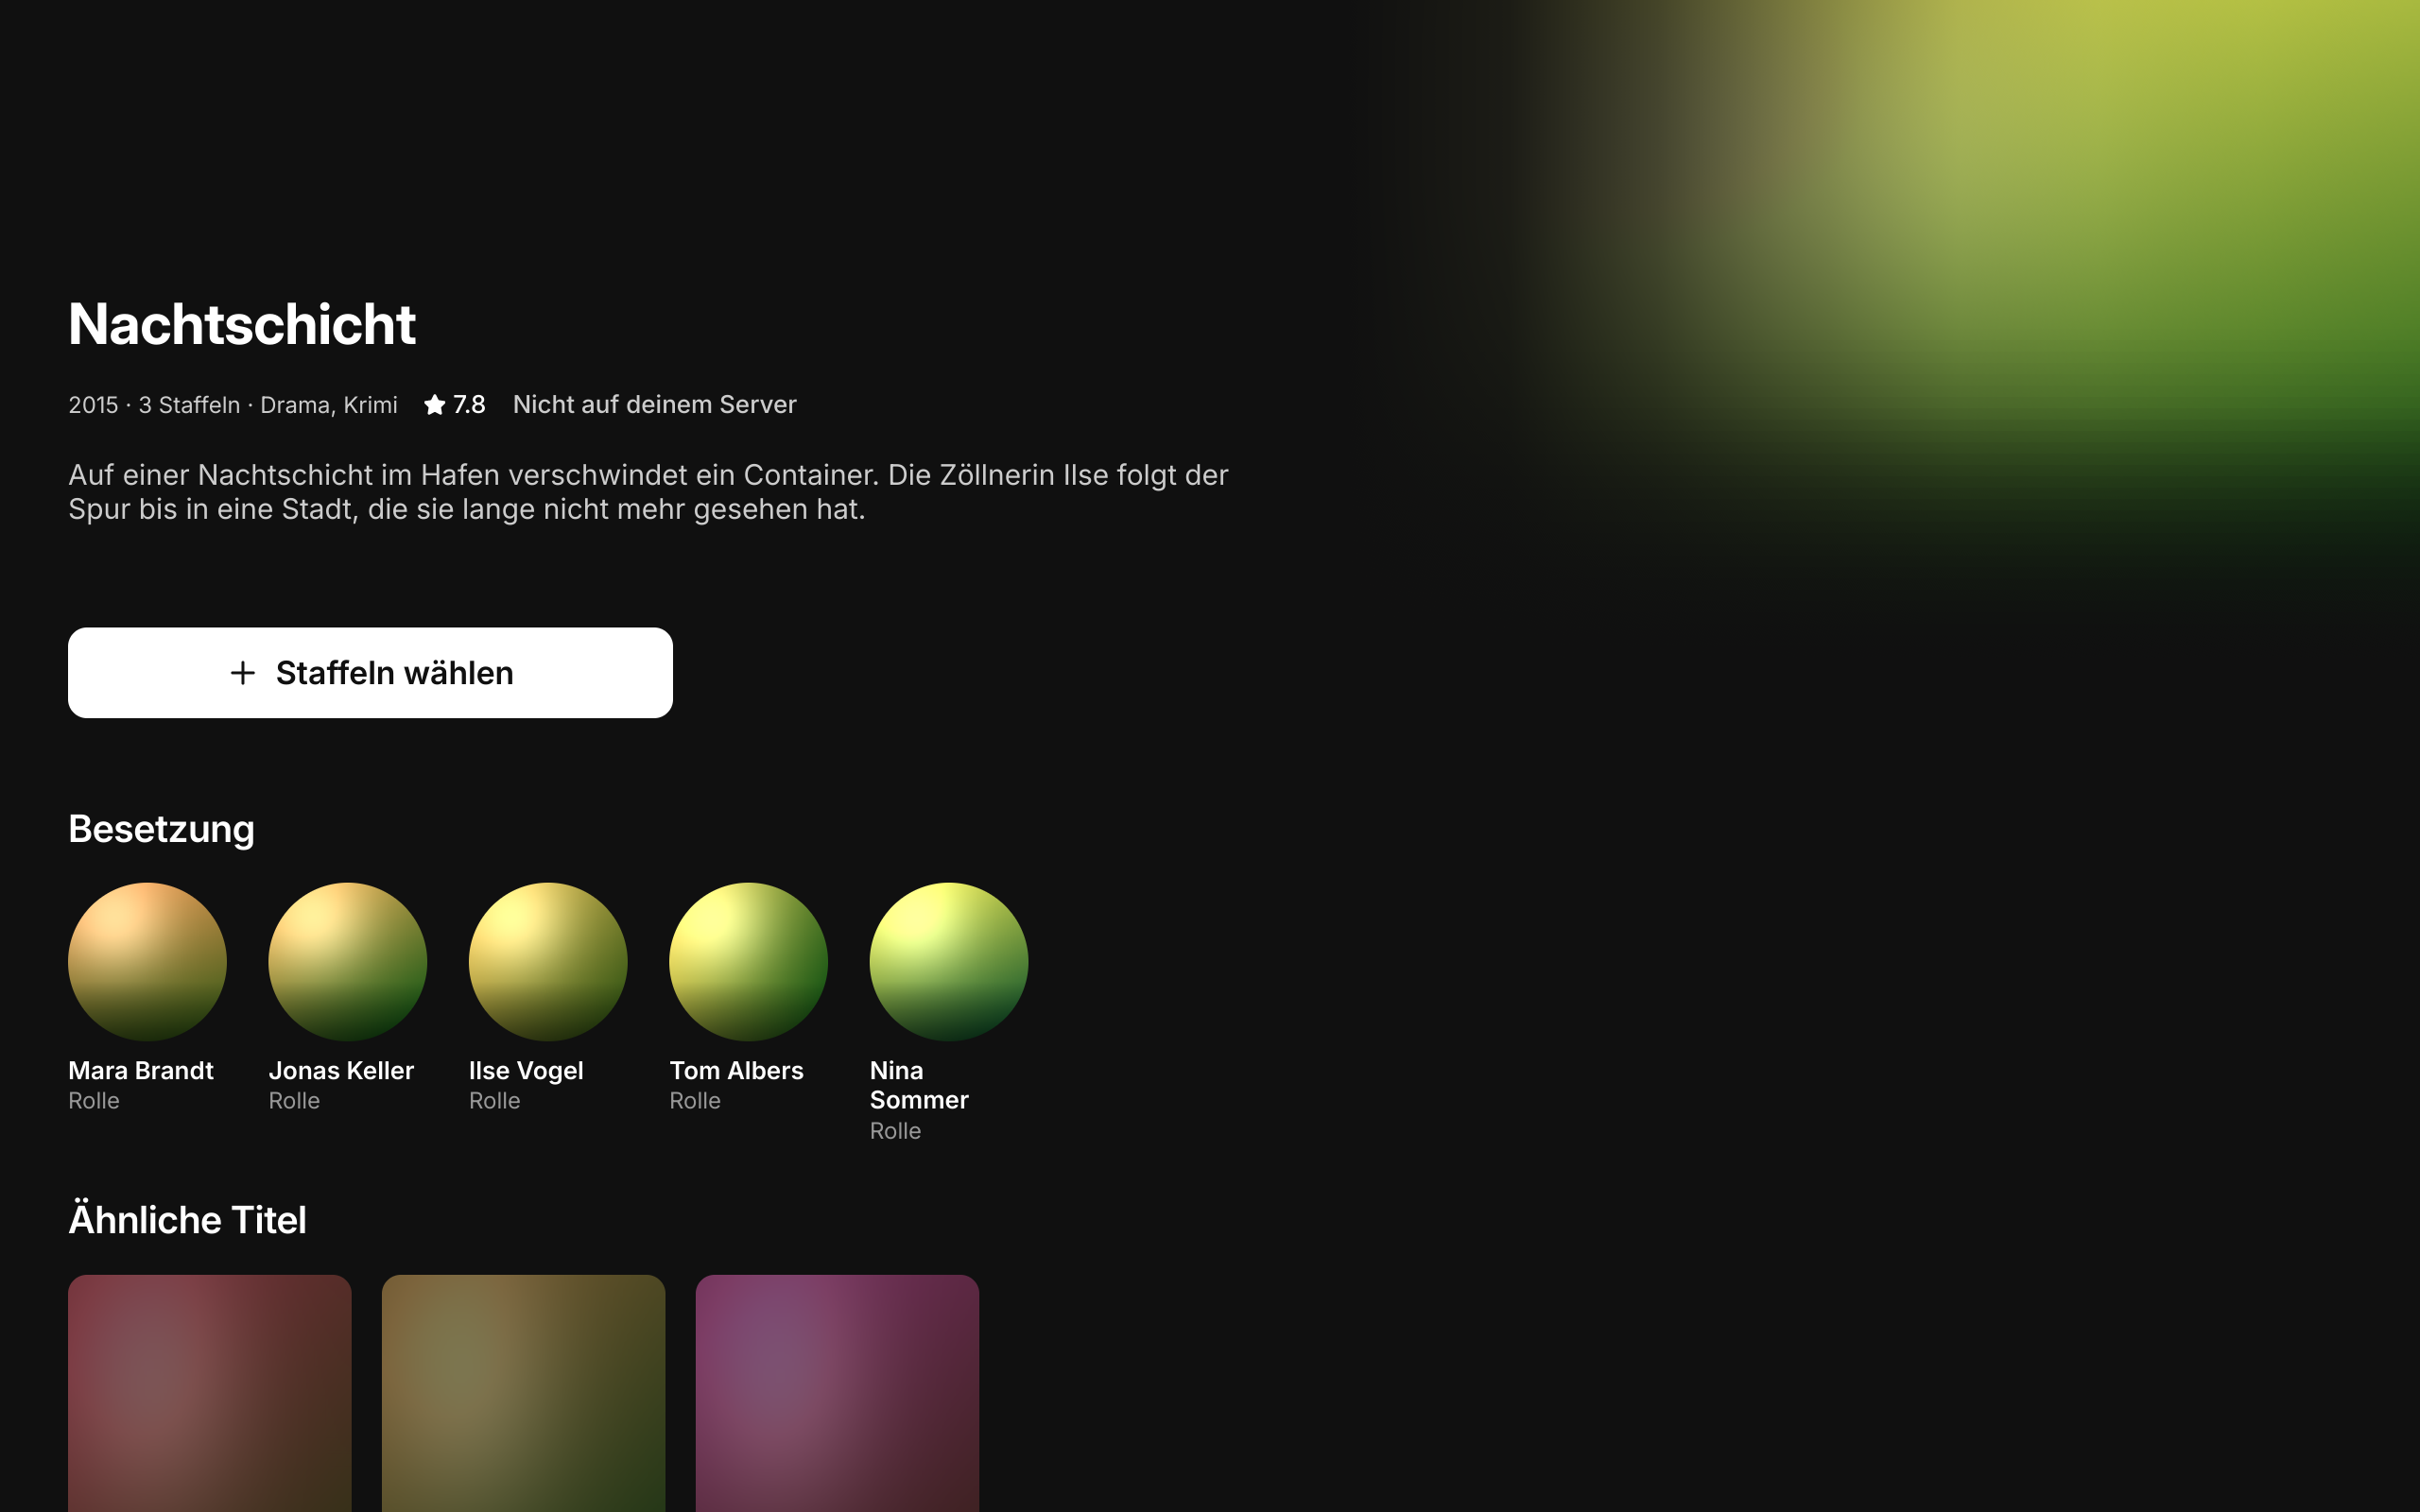 Nachtschicht
2015 · 3 Staffeln · Drama, Krimi ★ 7.8 Nicht auf deinem Server
Auf einer Nachtschicht im Hafen verschwindet ein Container. Die Zöllnerin Ilse folgt der
Spur bis in eine Stadt, die sie lange nicht mehr gesehen hat.
+ Staffeln wählen
Besetzung
Mara Brandt
Rolle
Jonas Keller
Rolle
Ilse Vogel
Rolle
Tom Albers
Rolle
Nina
Sommer
Rolle
Ähnliche Titel